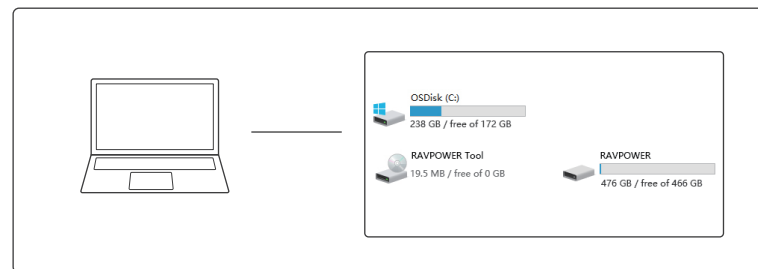 OSDisk (C:)
238 GB / free of 172 GB
RAVPOWER Tool
19.5 MB / free of 0 GB
RAVPOWER
476 GB / free of 466 GB